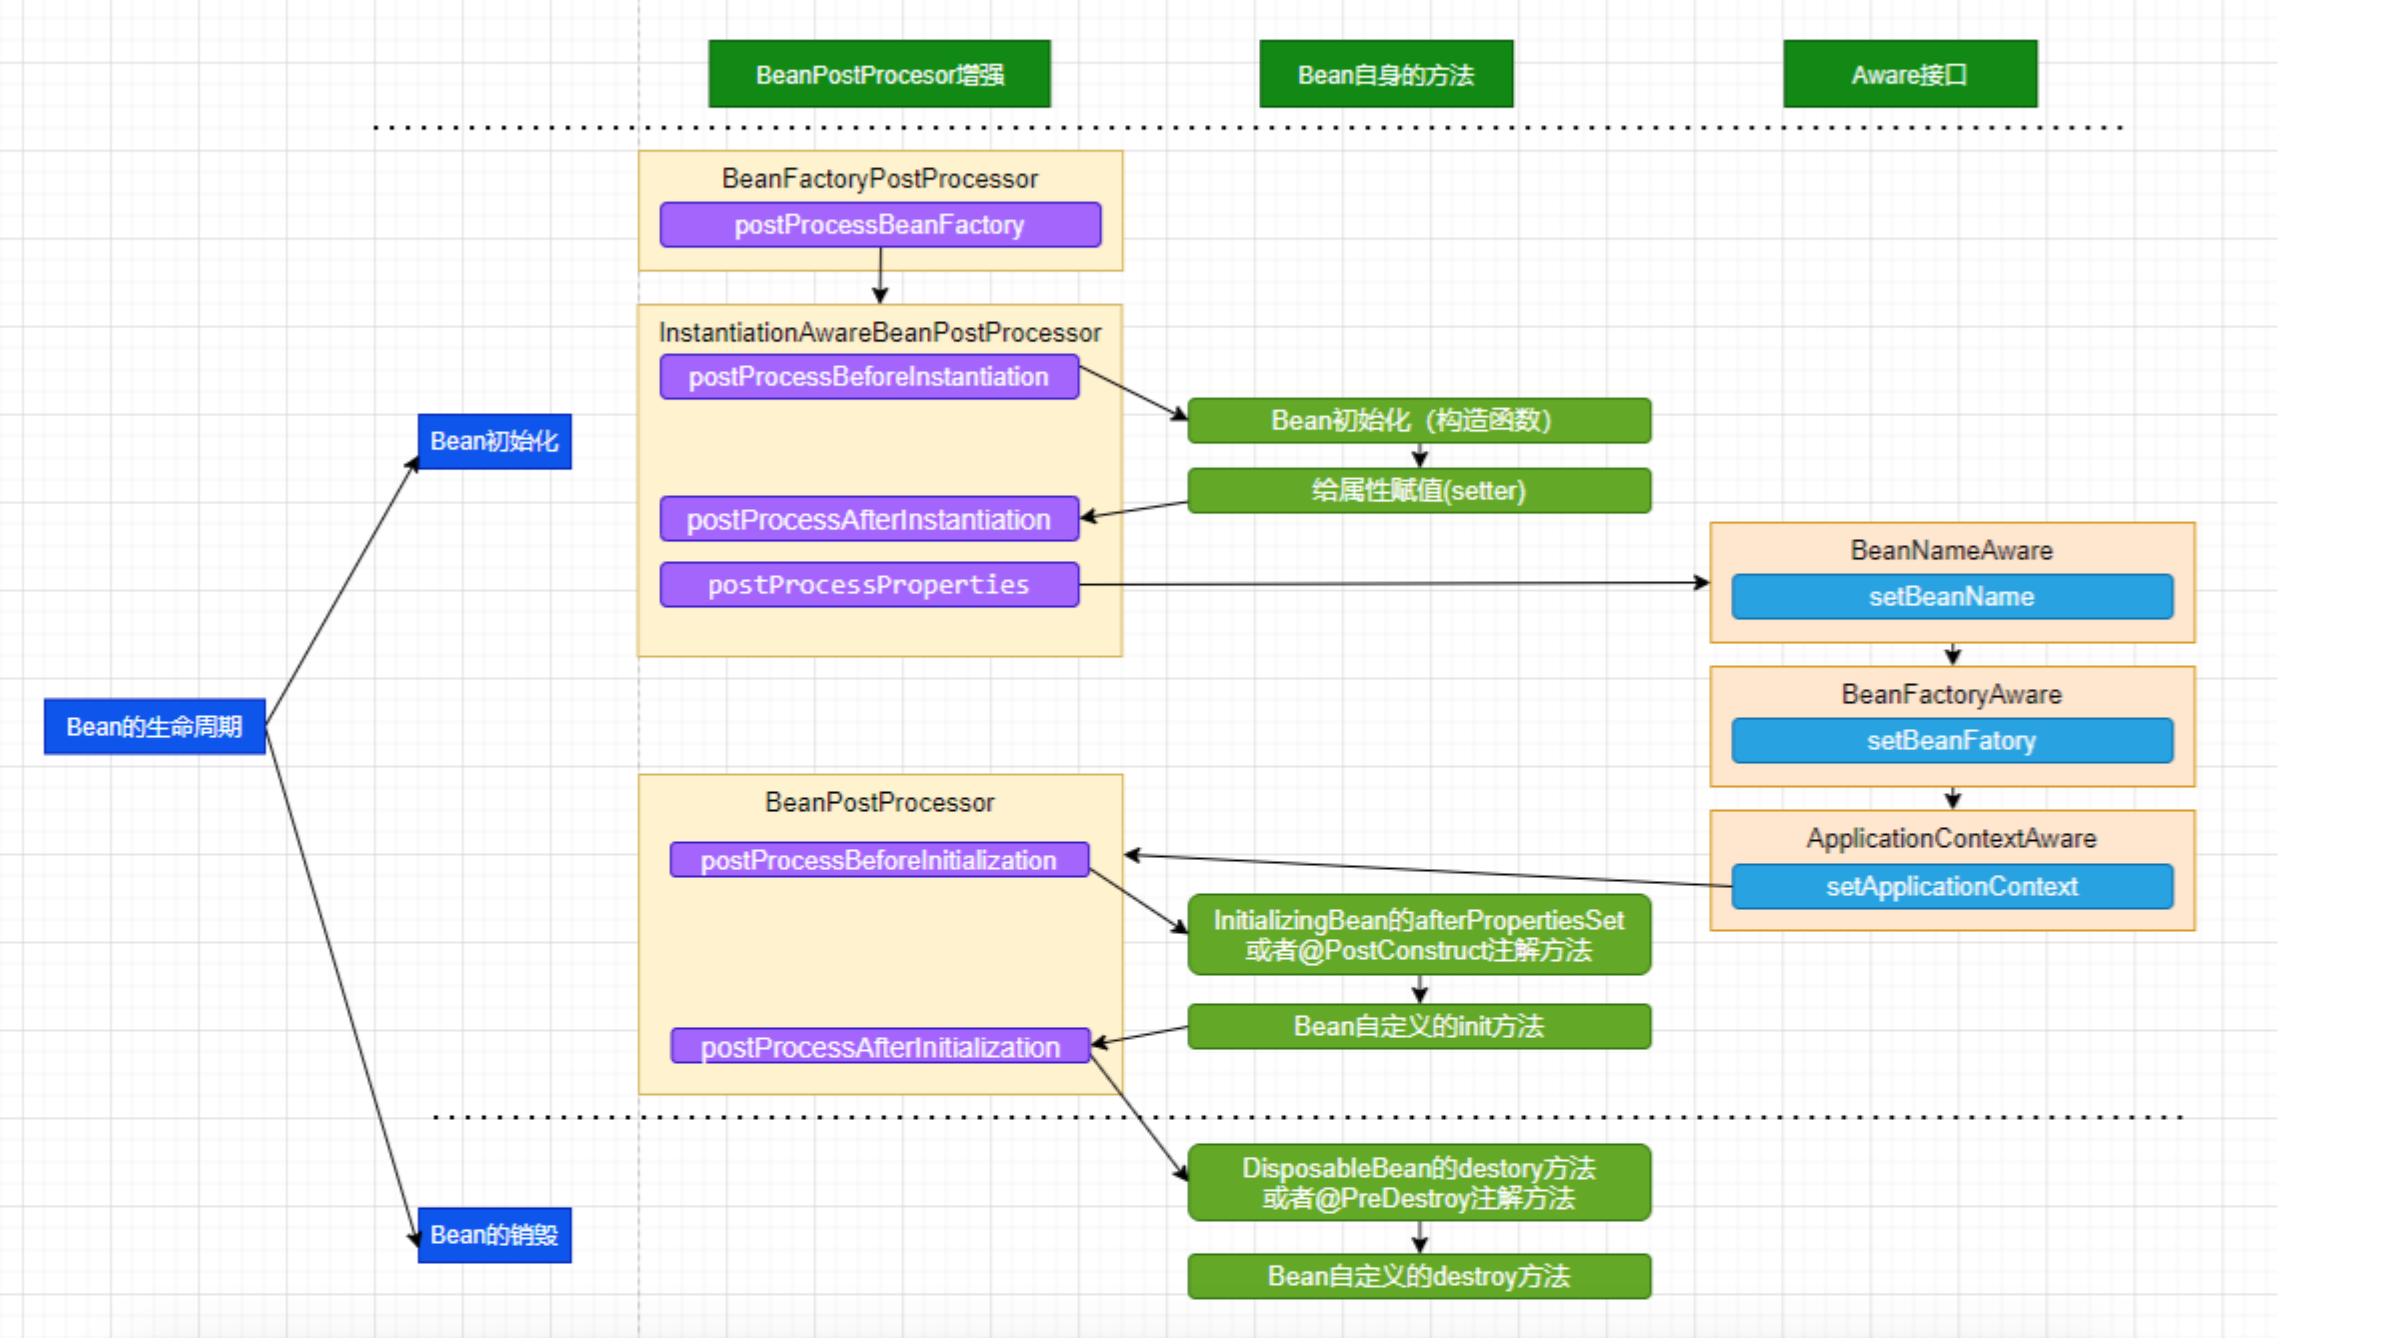 BeanPostProcesor增强
Bean自身的方法
Aware接口
BeanFactoryPostProcessor
postProcessBeanFactory
InstantiationAwareBeanPostProcessor
postProcessBeforeInstantiation
Bean初始化（构造函数）
Bean初始化
给属性赋值(setter)
postProcessAfterInstantiation
postProcessProperties
BeanNameAware
setBeanName
BeanFactoryAware
setBeanFatory
Bean的生命周期
BeanPostProcessor
ApplicationContextAware
postProcessBeforeInitialization
setApplicationContext
InitializingBean的afterPropertiesSet
或者@PostConstruct注解方法
Bean自定义的init方法
postProcessAfterInitialization
DisposableBean的destory方法
或者@PreDestroy注解方法
Bean的销毁
Bean自定义的destroy方法